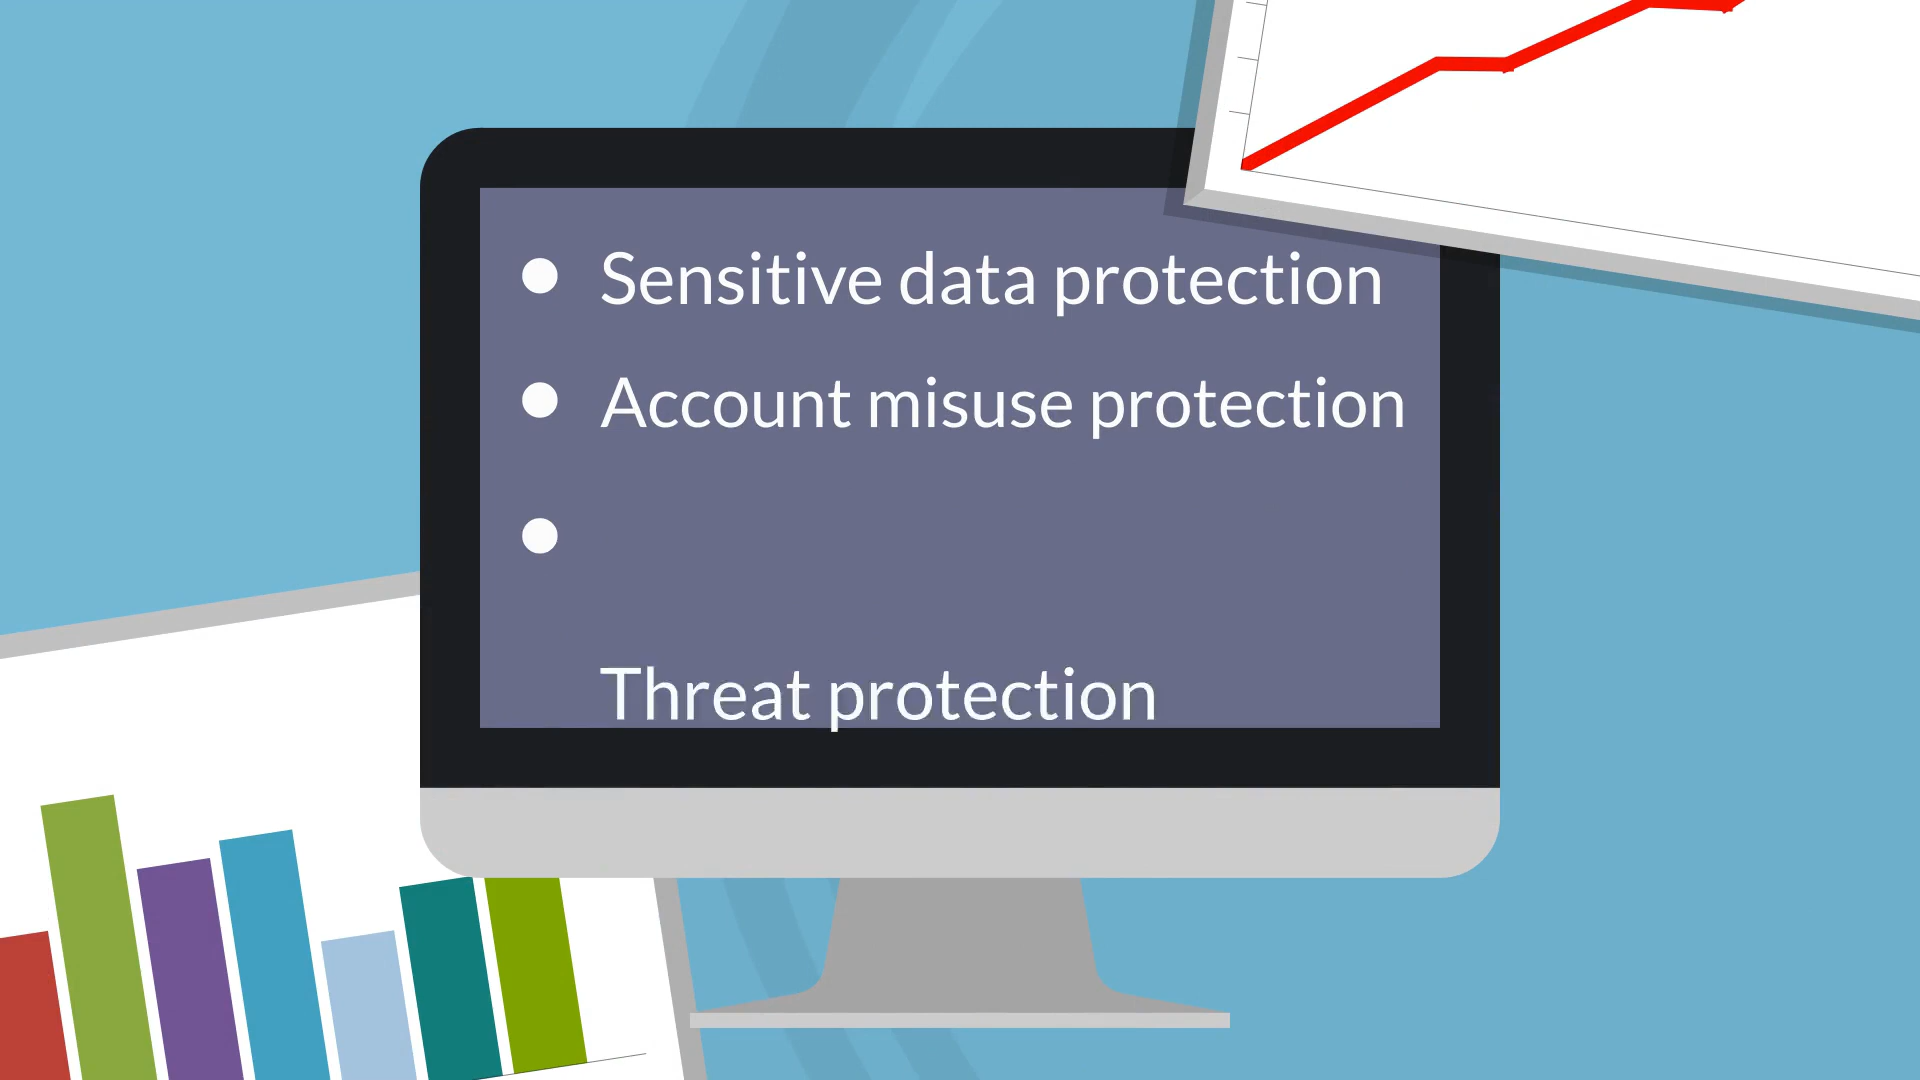 Sensitive data protection
Account misuse protection
Threat protection